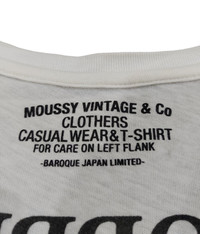 MOUSSY VINTAGE & Co
CLOTHERS
CASUAL WEAR&T-SHIRT
FOR CARE ON LEFT FLANK
-BAROQUE JAPAN LIMITED-